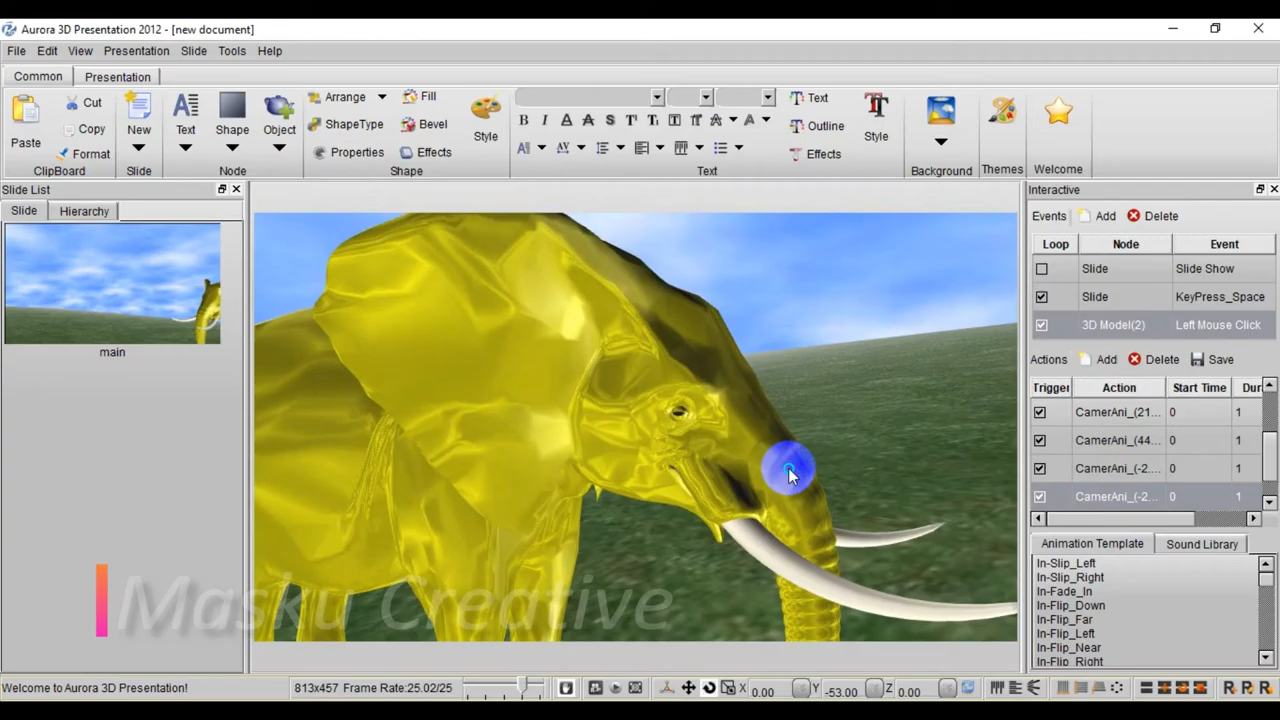 Aurora 3D Presentation 2012 - [new document]
File Edit View Presentation Slide Tools Help
Common Presentation
Paste Cut Copy Format ClipBoard
New Slide
Text Shape Object Node
Arrange Fill
ShapeType Bevel
Properties Effects
Style
Shape
Text
Outline
Effects
Style
Text
Background
Themes
Welcome
Slide List
Slide Hierarchy
main
Interactive
Events Add Delete
Loop Node Event
Slide Slide Show
Slide KeyPress_Space
3D Model(2) Left Mouse Click
Actions Add Delete Save
Trigger Action Start Time Dur
CamerAni_(21... 0 1
CamerAni_(44... 0 1
CamerAni_(-2... 0 1
CamerAni_(-2... 0 1
Animation Template Sound Library
In-Slip_Left
In-Slip_Right
In-Fade_In
In-Flip_Down
In-Flip_Far
In-Flip_Left
In-Flip_Near
In-Flip_Right
Masku Creative
Welcome to Aurora 3D Presentation! 813x457 Frame Rate:25.02/25 X 0.00 Y -53.00 Z 0.00